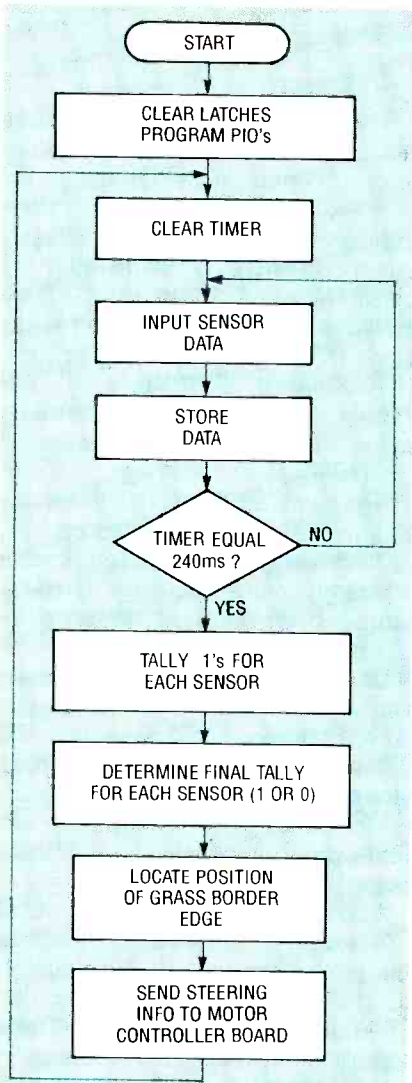 START
CLEAR LATCHES
PROGRAM PIO's
CLEAR TIMER
INPUT SENSOR
DATA
STORE
DATA
TIMER EQUAL
240ms ?
NO
YES
TALLY 1's FOR
EACH SENSOR
DETERMINE FINAL TALLY
FOR EACH SENSOR (1 OR 0)
LOCATE POSITION
OF GRASS BORDER
EDGE
SEND STEERING
INFO TO MOTOR
CONTROLLER BOARD